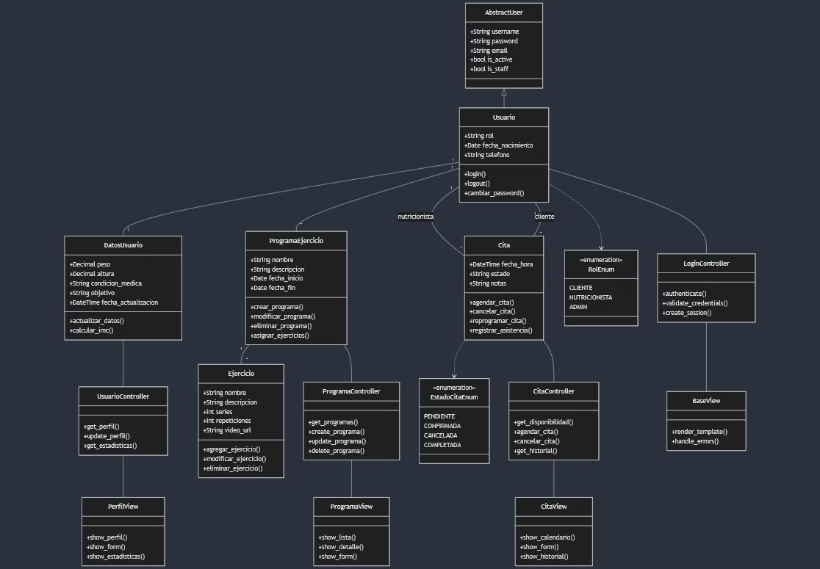 AbstractUser
+String username
+String password
+String email
+bool is_active
+bool is_staff
Usuario
+String rol
+Date fecha_nacimiento
+String telefono
+login()
+logout()
+cambiar_password()
nutricionista
cliente
DatosUsuario
+Decimal peso
+Decimal altura
+String condicion_medica
+String objetivo
+DateTime fecha_actualizacion
+actualizar_datos()
+calcular_imc()
ProgramaEjercicio
+String nombre
+String descripcion
+Date fecha_inicio
+Date fecha_fin
+crear_programa()
+modificar_programa()
+eliminar_programa()
+asignar_ejercicios()
Cita
+DateTime fecha_hora
+String estado
+String notas
+agendar_cita()
+cancelar_cita()
+reprogramar_cita()
+registrar_asistencia()
«enumeration»
RolEnum
CLIENTE
NUTRICIONISTA
ADMIN
LoginController
+authenticate()
+validate_credentials()
+create_session()
UsuarioController
+get_perfil()
+update_perfil()
+get_estadisticas()
Ejercicio
+String nombre
+String descripcion
+int series
+int repeticiones
+String video_url
+agregar_ejercicio()
+modificar_ejercicio()
+eliminar_ejercicio()
ProgramaController
+get_programas()
+create_programa()
+update_programa()
+delete_programa()
«enumeration»
EstadoCitaEnum
PENDIENTE
CONFIRMADA
CANCELADA
COMPLETADA
CitaController
+get_disponibilidad()
+agendar_cita()
+cancelar_cita()
+get_historial()
BaseView
+render_template()
+handle_errors()
PerfilView
+show_perfil()
+show_form()
+show_estadisticas()
ProgramaView
+show_lista()
+show_detalle()
+show_form()
CitaView
+show_calendario()
+show_form()
+show_historial()